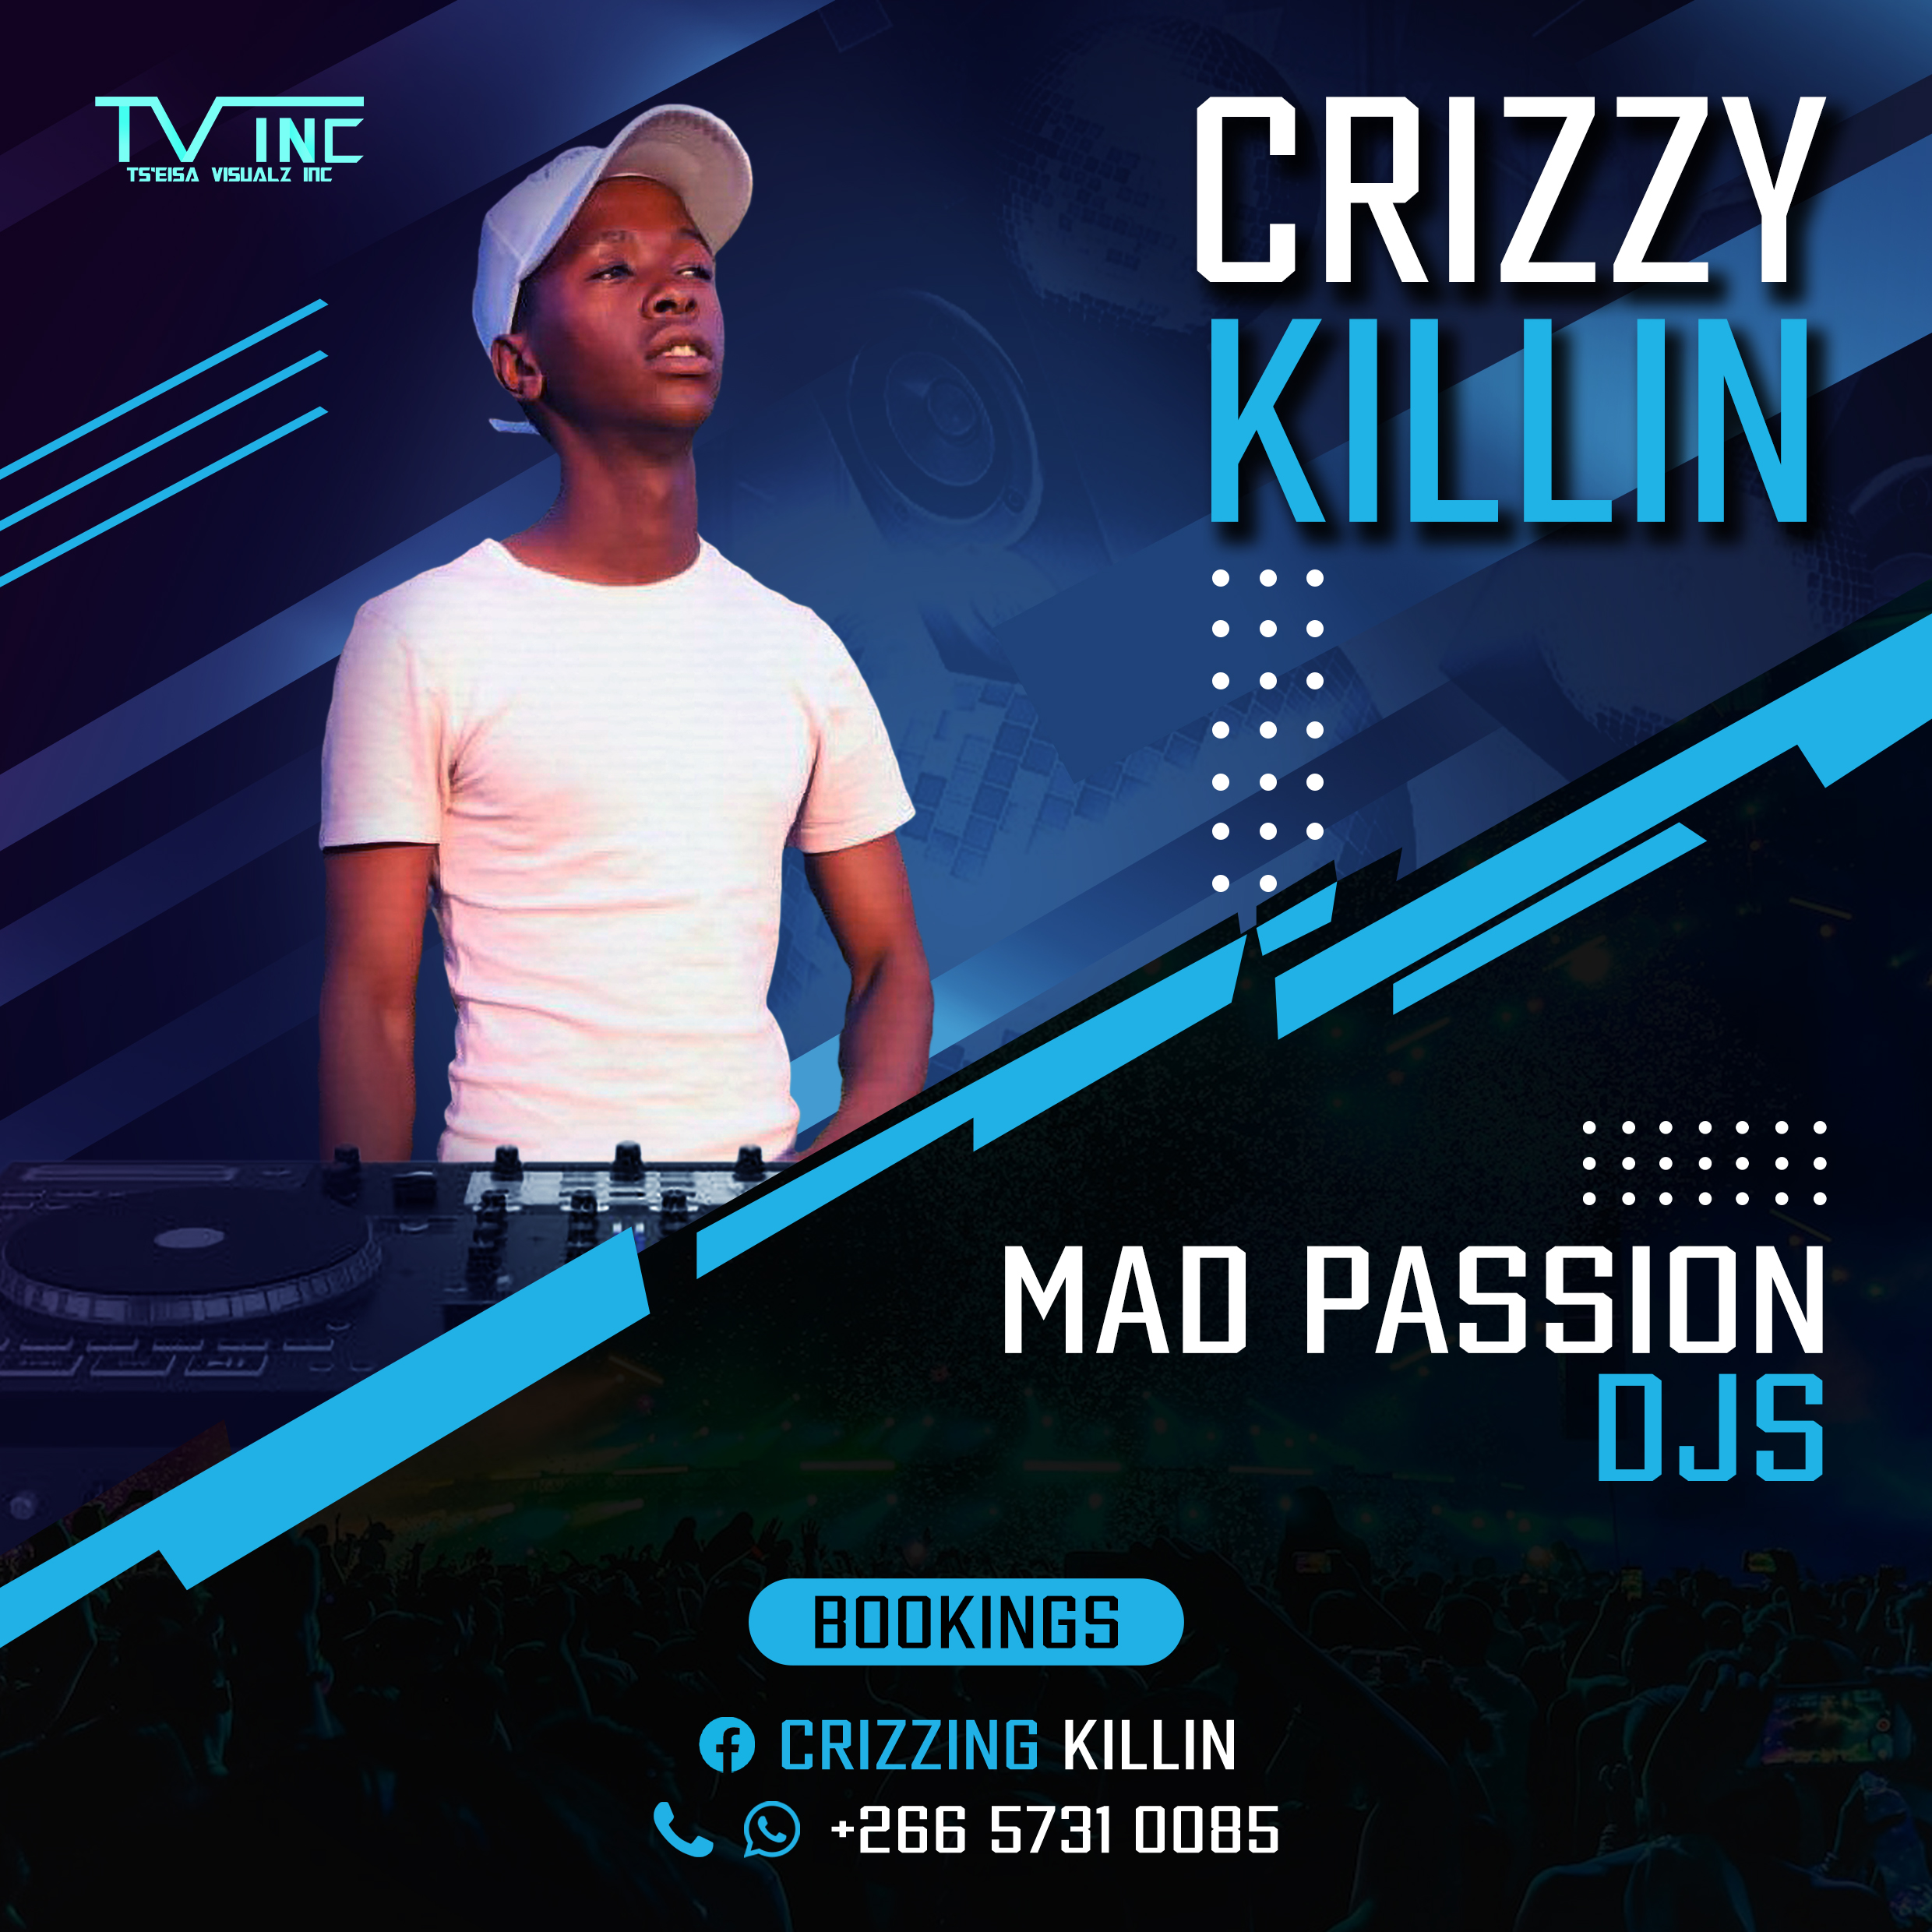 TV INC
TS'EISA VISUALZ INC
CRIZZY
KILLIN
MAD PASSION
DJS
BOOKINGS
CRIZZING KILLIN
+266 5731 0085